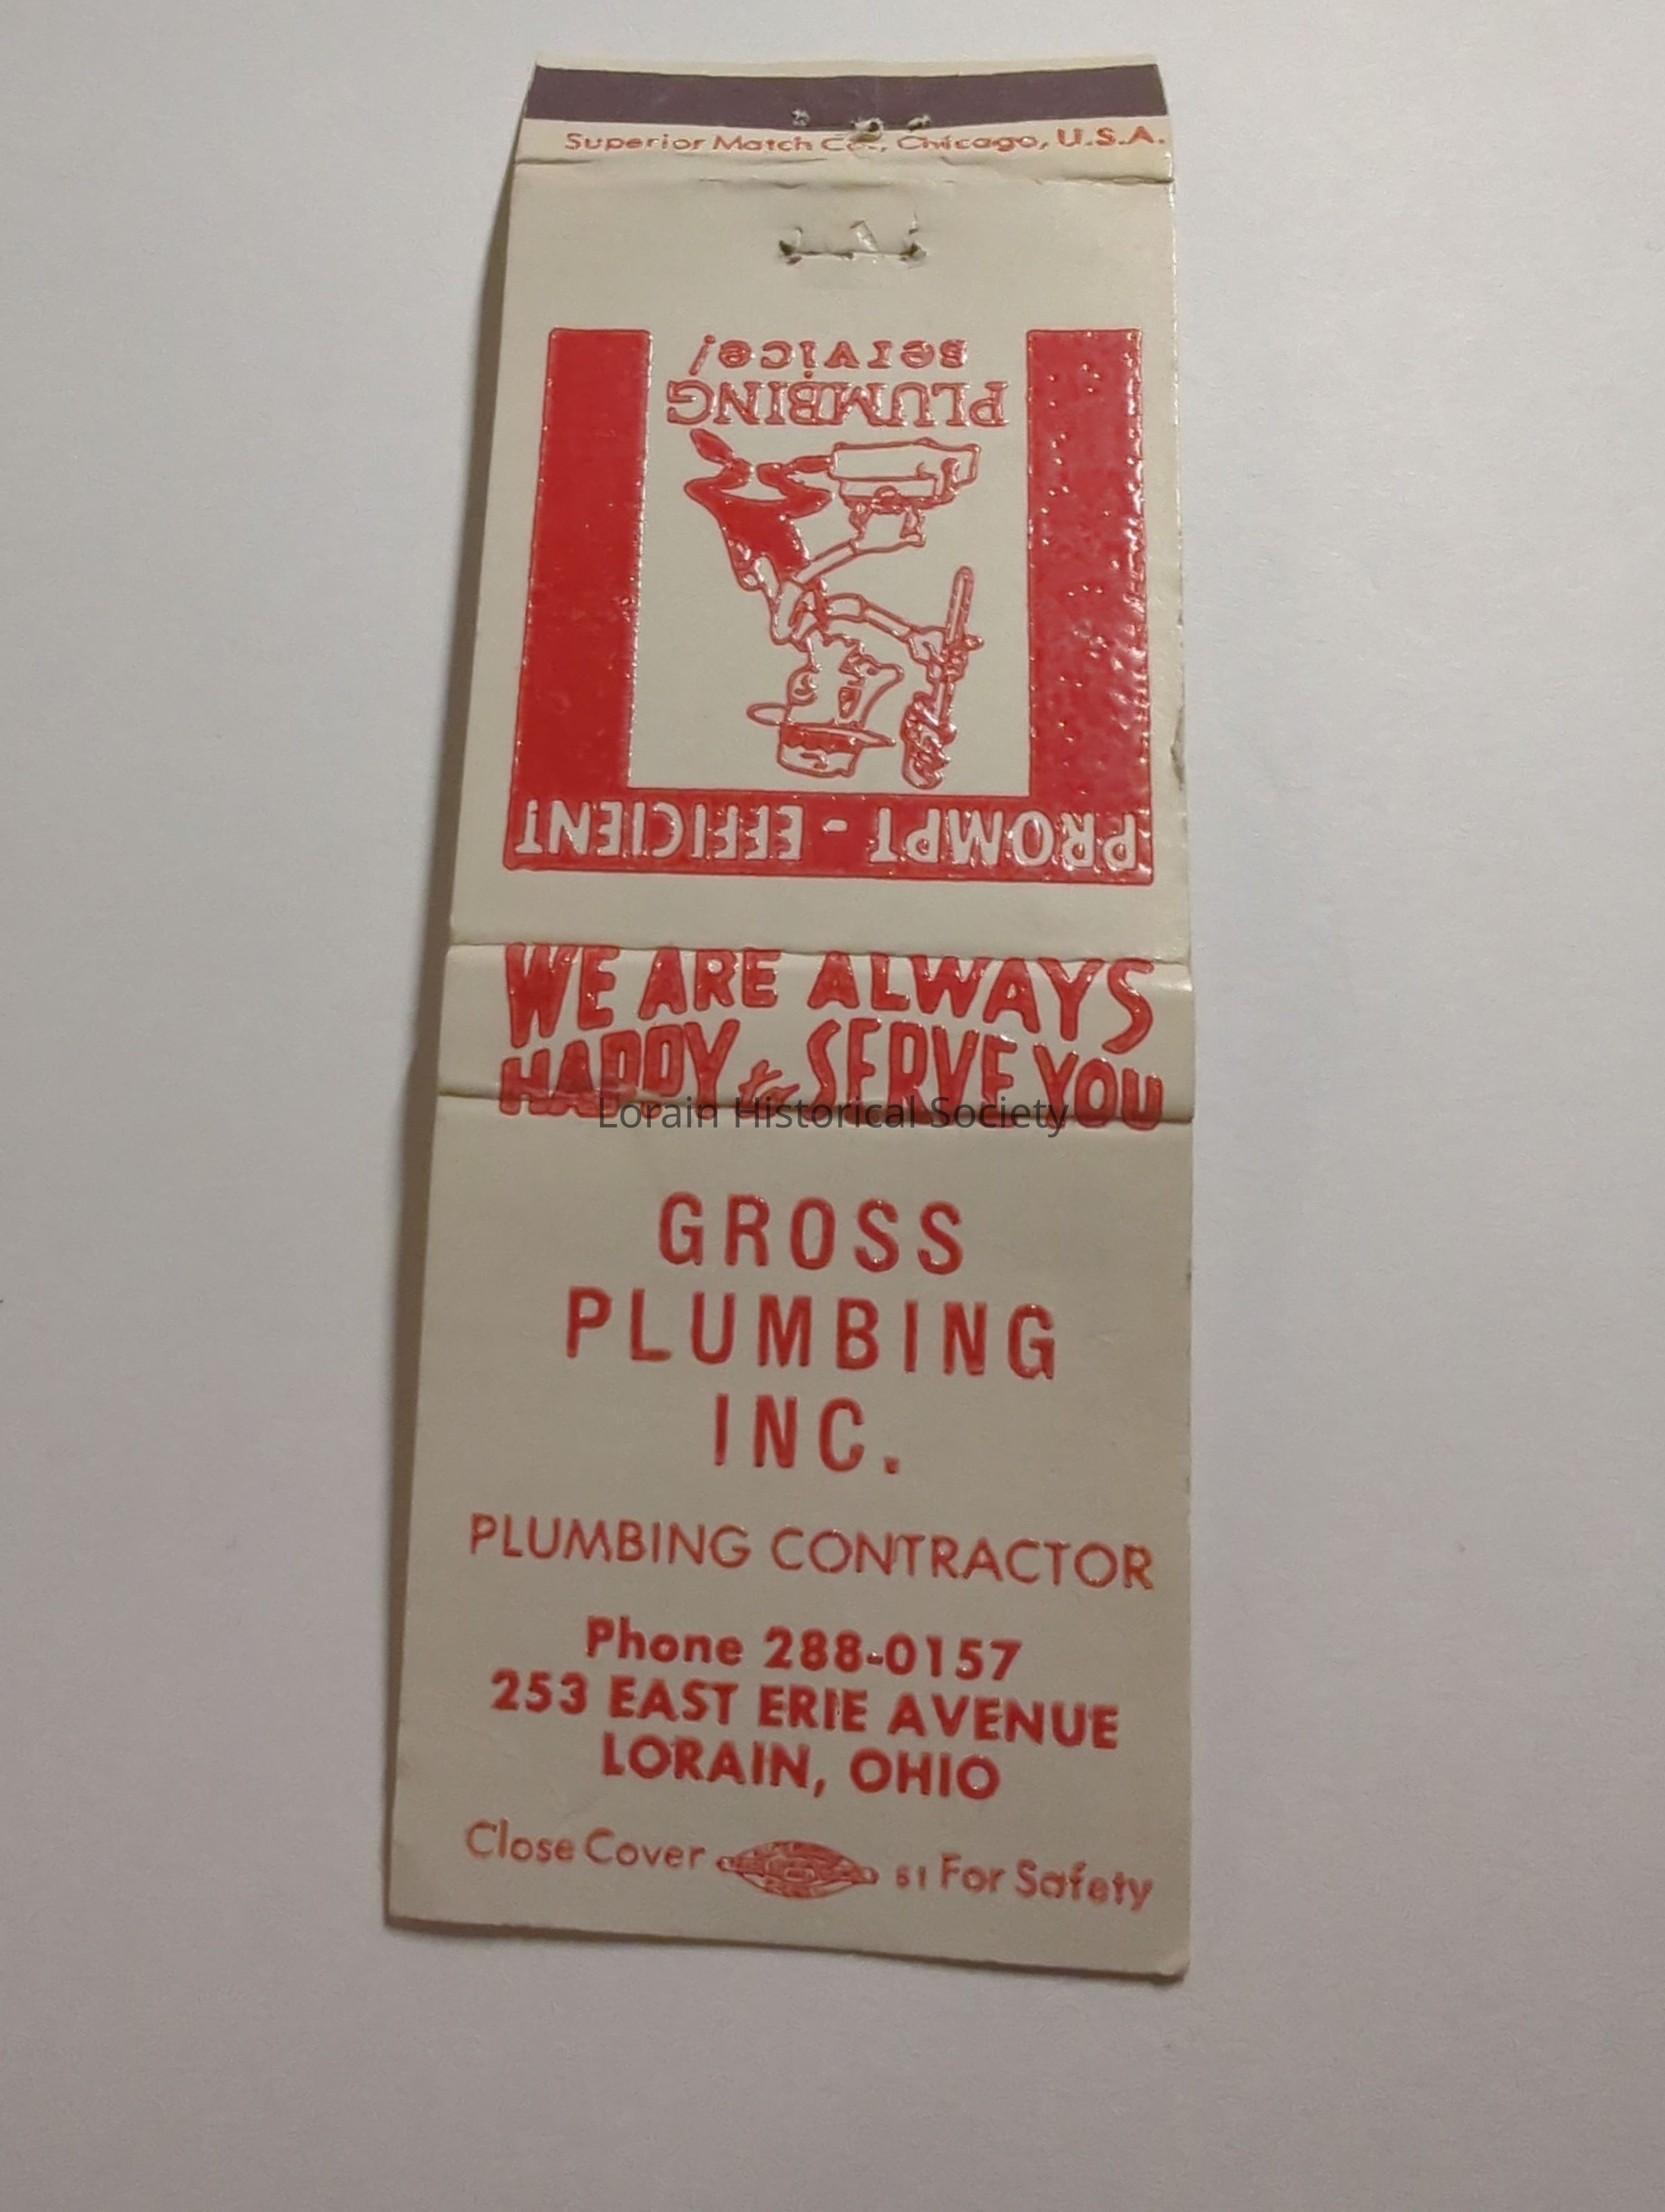 Superior Match Co., Chicago, U.S.A.
PROMPT - EFFICIENT
PLUMBING
service!
WE ARE ALWAYS
HAPPY to SERVE YOU
Lorain Historical Society
GROSS
PLUMBING
INC.
PLUMBING CONTRACTOR
Phone 288-0157
253 EAST ERIE AVENUE
LORAIN, OHIO
Close Cover 61 For Safety